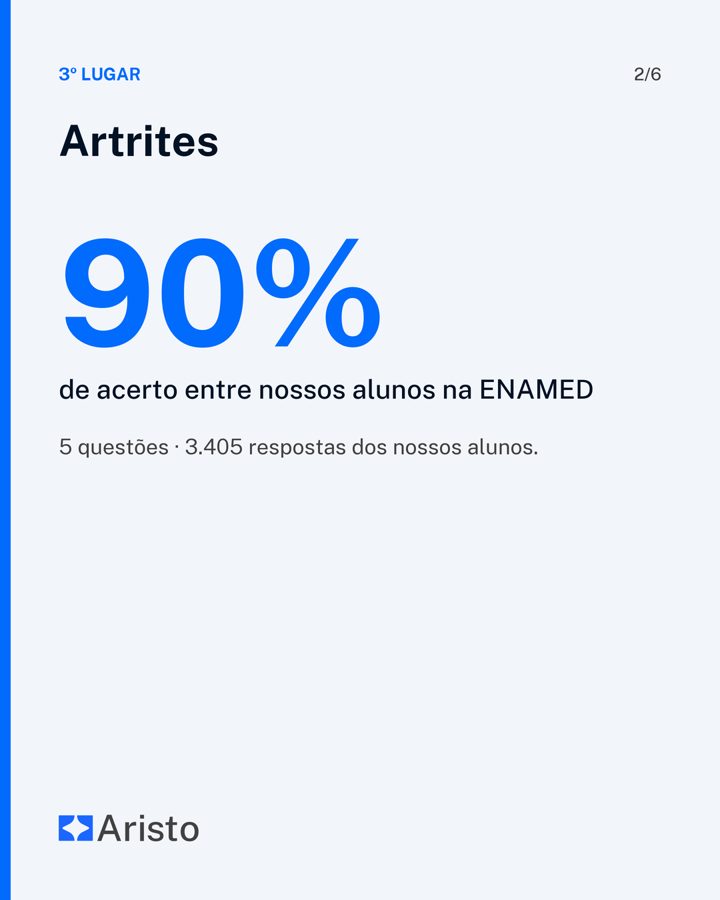 3º LUGAR
2/6
Artrites
90%
de acerto entre nossos alunos na ENAMED
5 questões · 3.405 respostas dos nossos alunos.
Aristo